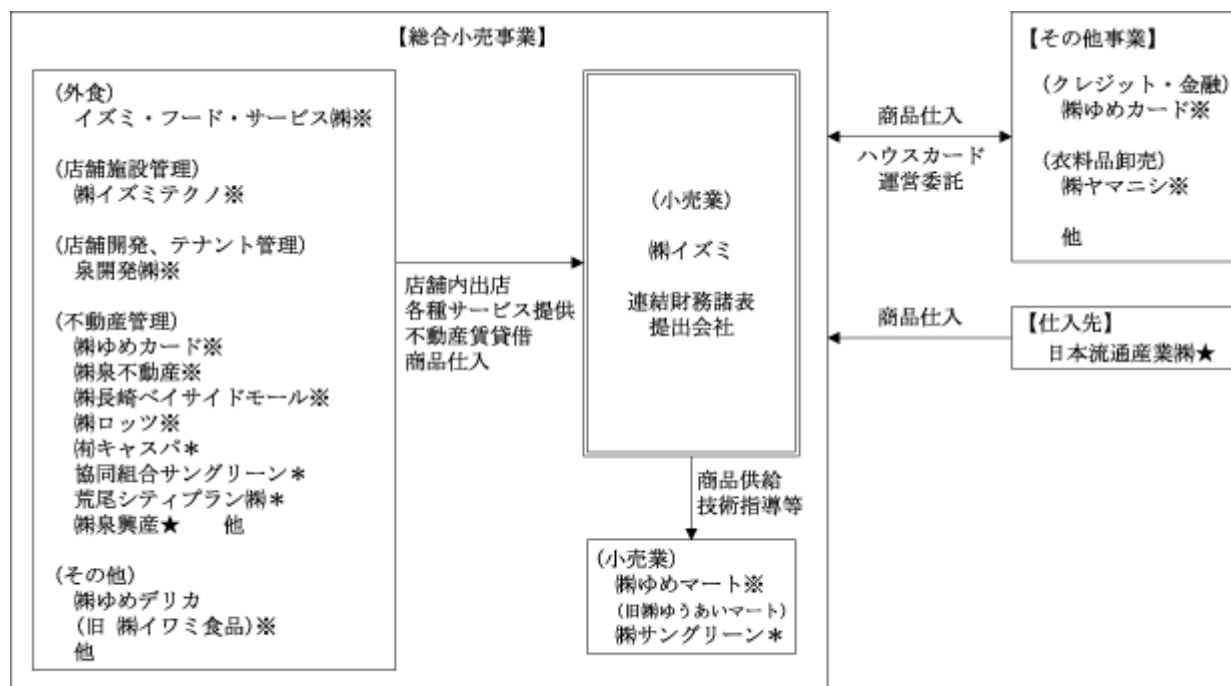 【総合小売事業】
(外食)
イズミ・フード・サービス㈱※
(店舗施設管理)
㈱イズミテクノ※
(店舗開発、テナント管理)
泉開発㈱※
(不動産管理)
㈱ゆめカード※
㈱泉不動産※
㈱長崎ベイサイドモール※
㈱ロッツ※
㈲キャスパ＊
協同組合サングリーン＊
荒尾シティプラン㈱＊
㈱泉興産★　　他
(その他)
㈱ゆめデリカ
(旧 ㈱イワミ食品)※
他
店舗内出店
各種サービス提供
不動産賃貸借
商品仕入
(小売業)
㈱イズミ
連結財務諸表
提出会社
商品供給
技術指導等
(小売業)
㈱ゆめマート※
(旧㈱ゆうあいマート)
㈱サングリーン＊
商品仕入
ハウスカード
運営委託
【その他事業】
(クレジット・金融)
㈱ゆめカード※
(衣料品卸売)
㈱ヤマニシ※
他
商品仕入
【仕入先】
日本流通産業㈱★